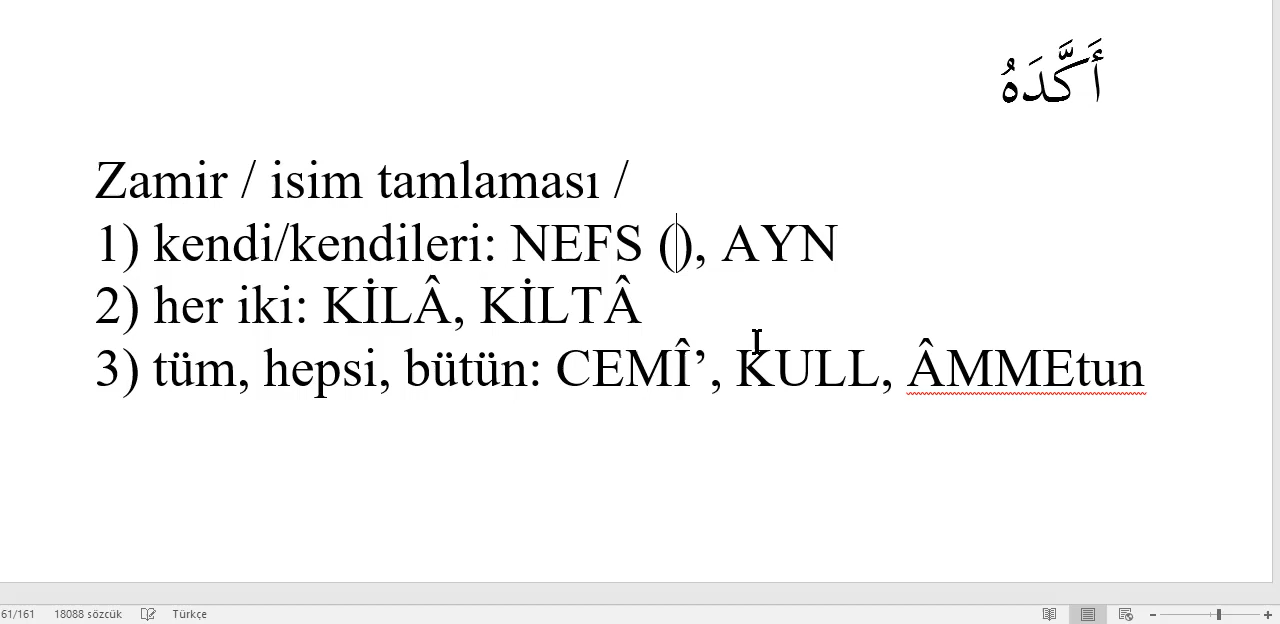 أَكَّدَهُ
Zamir / isim tamlaması /
1) kendi/kendileri: NEFS (), AYN
2) her iki: KİLÂ, KİLTÂ
3) tüm, hepsi, bütün: CEMÎ’, KULL, ÂMMEtun
61/161 18088 sözcük Türkçe